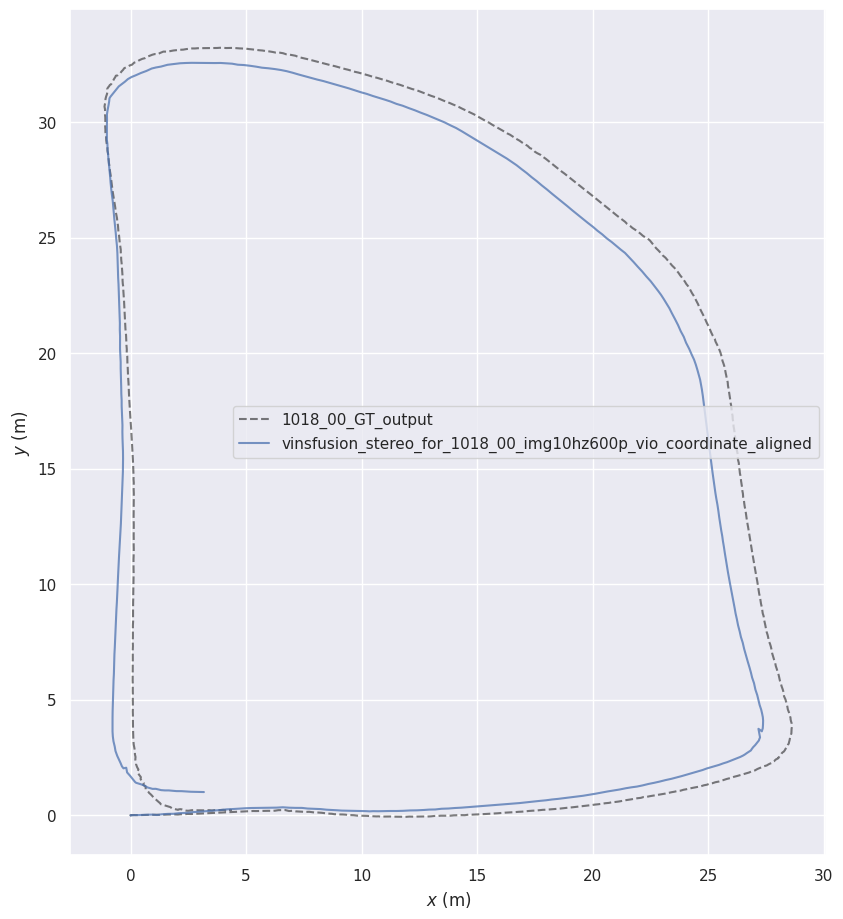 30
25
20
15
10
5
0
y (m)
1018_00_GT_output
vinsfusion_stereo_for_1018_00_img10hz600p_vio_coordinate_aligned
0 5 10 15 20 25 30
x (m)